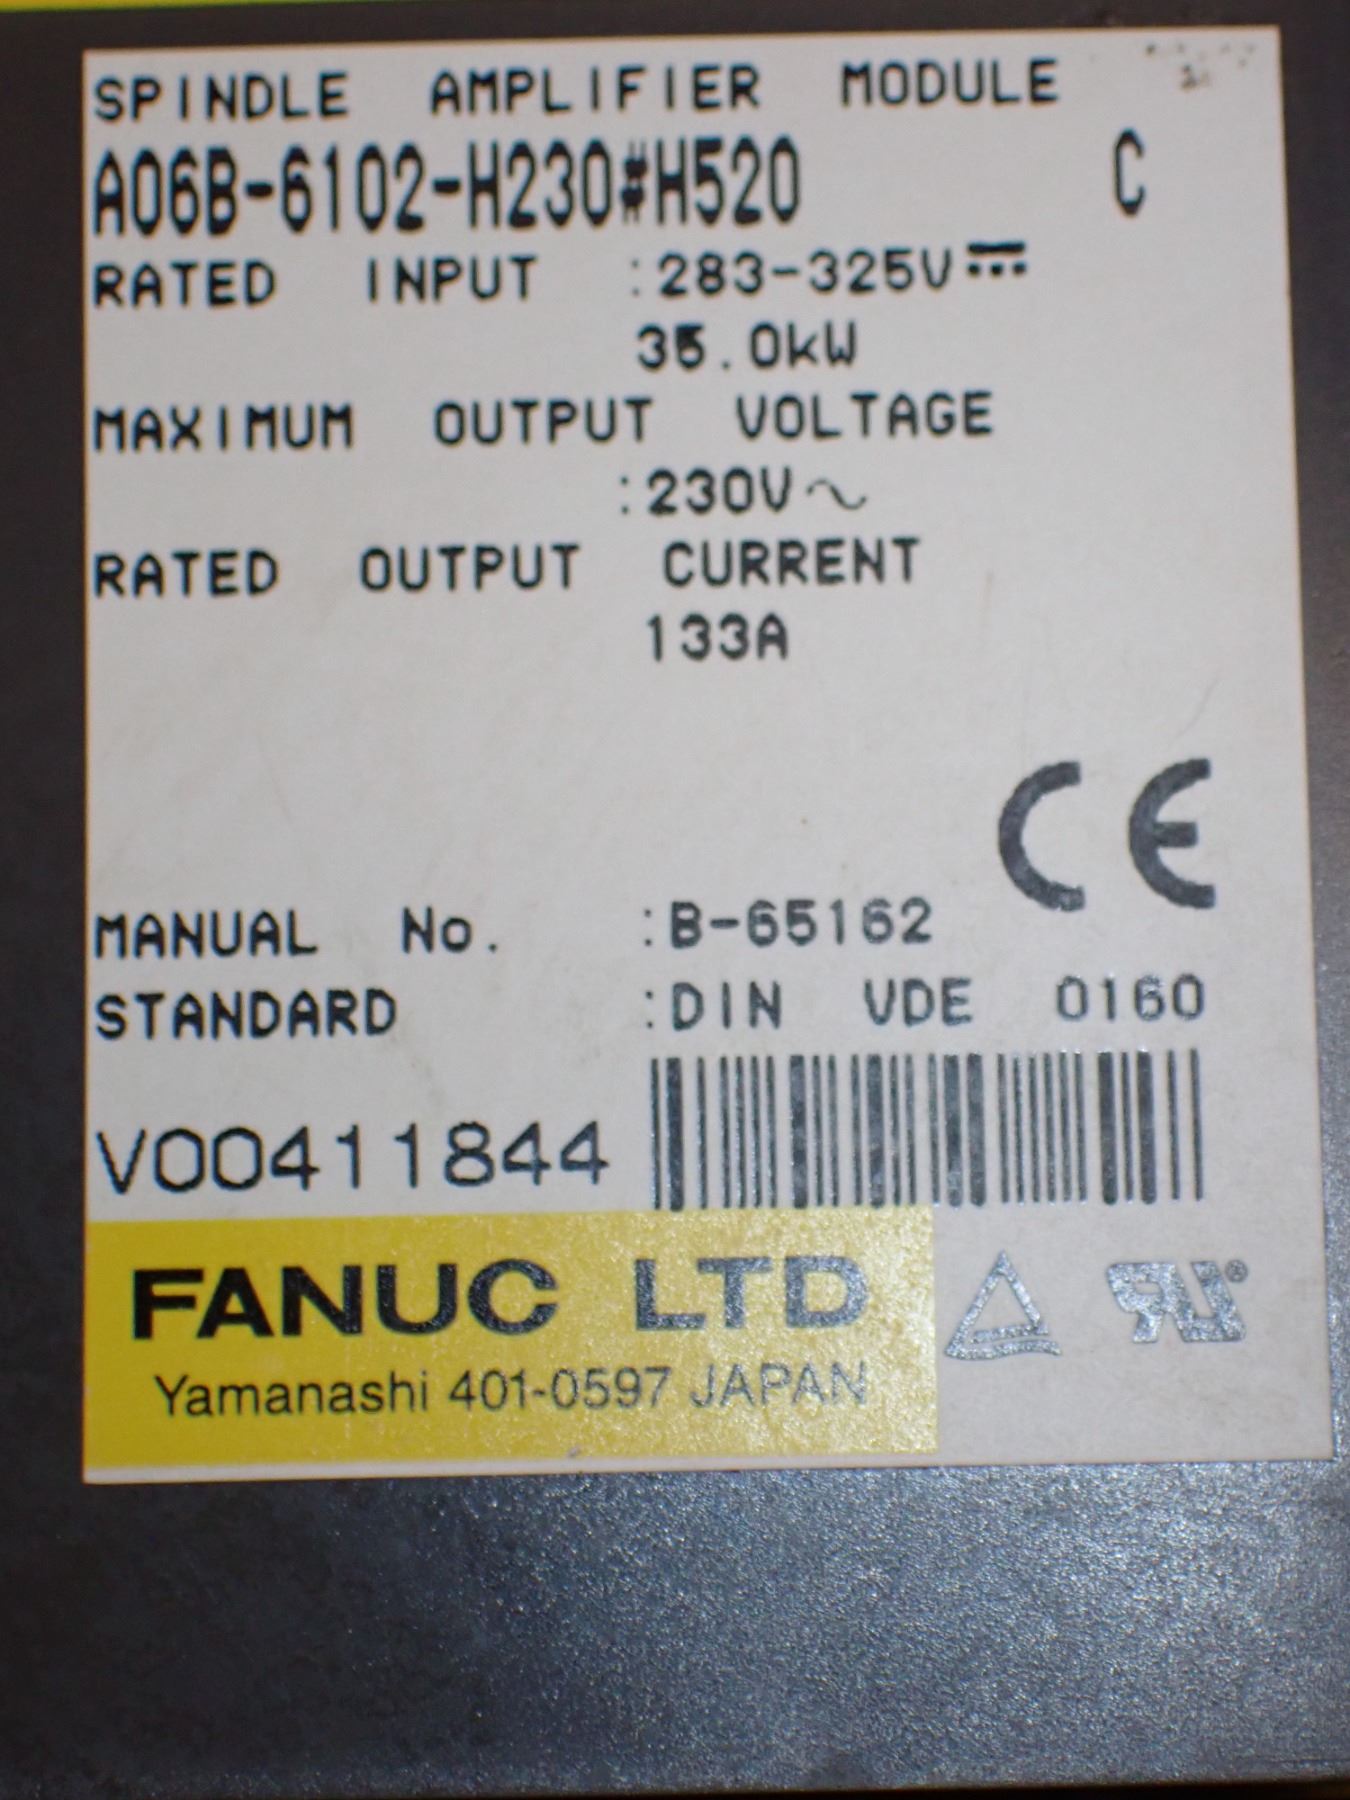 SPINDLE AMPLIFIER MODULE
A06B-6102-H230#H520 C
RATED INPUT :283-325V⎓
35.0kW
MAXIMUM OUTPUT VOLTAGE
:230V~
RATED OUTPUT CURRENT
133A
CE
MANUAL No. :B-65162
STANDARD :DIN VDE 0160
V00411844
FANUC LTD
Yamanashi 401-0597 JAPAN